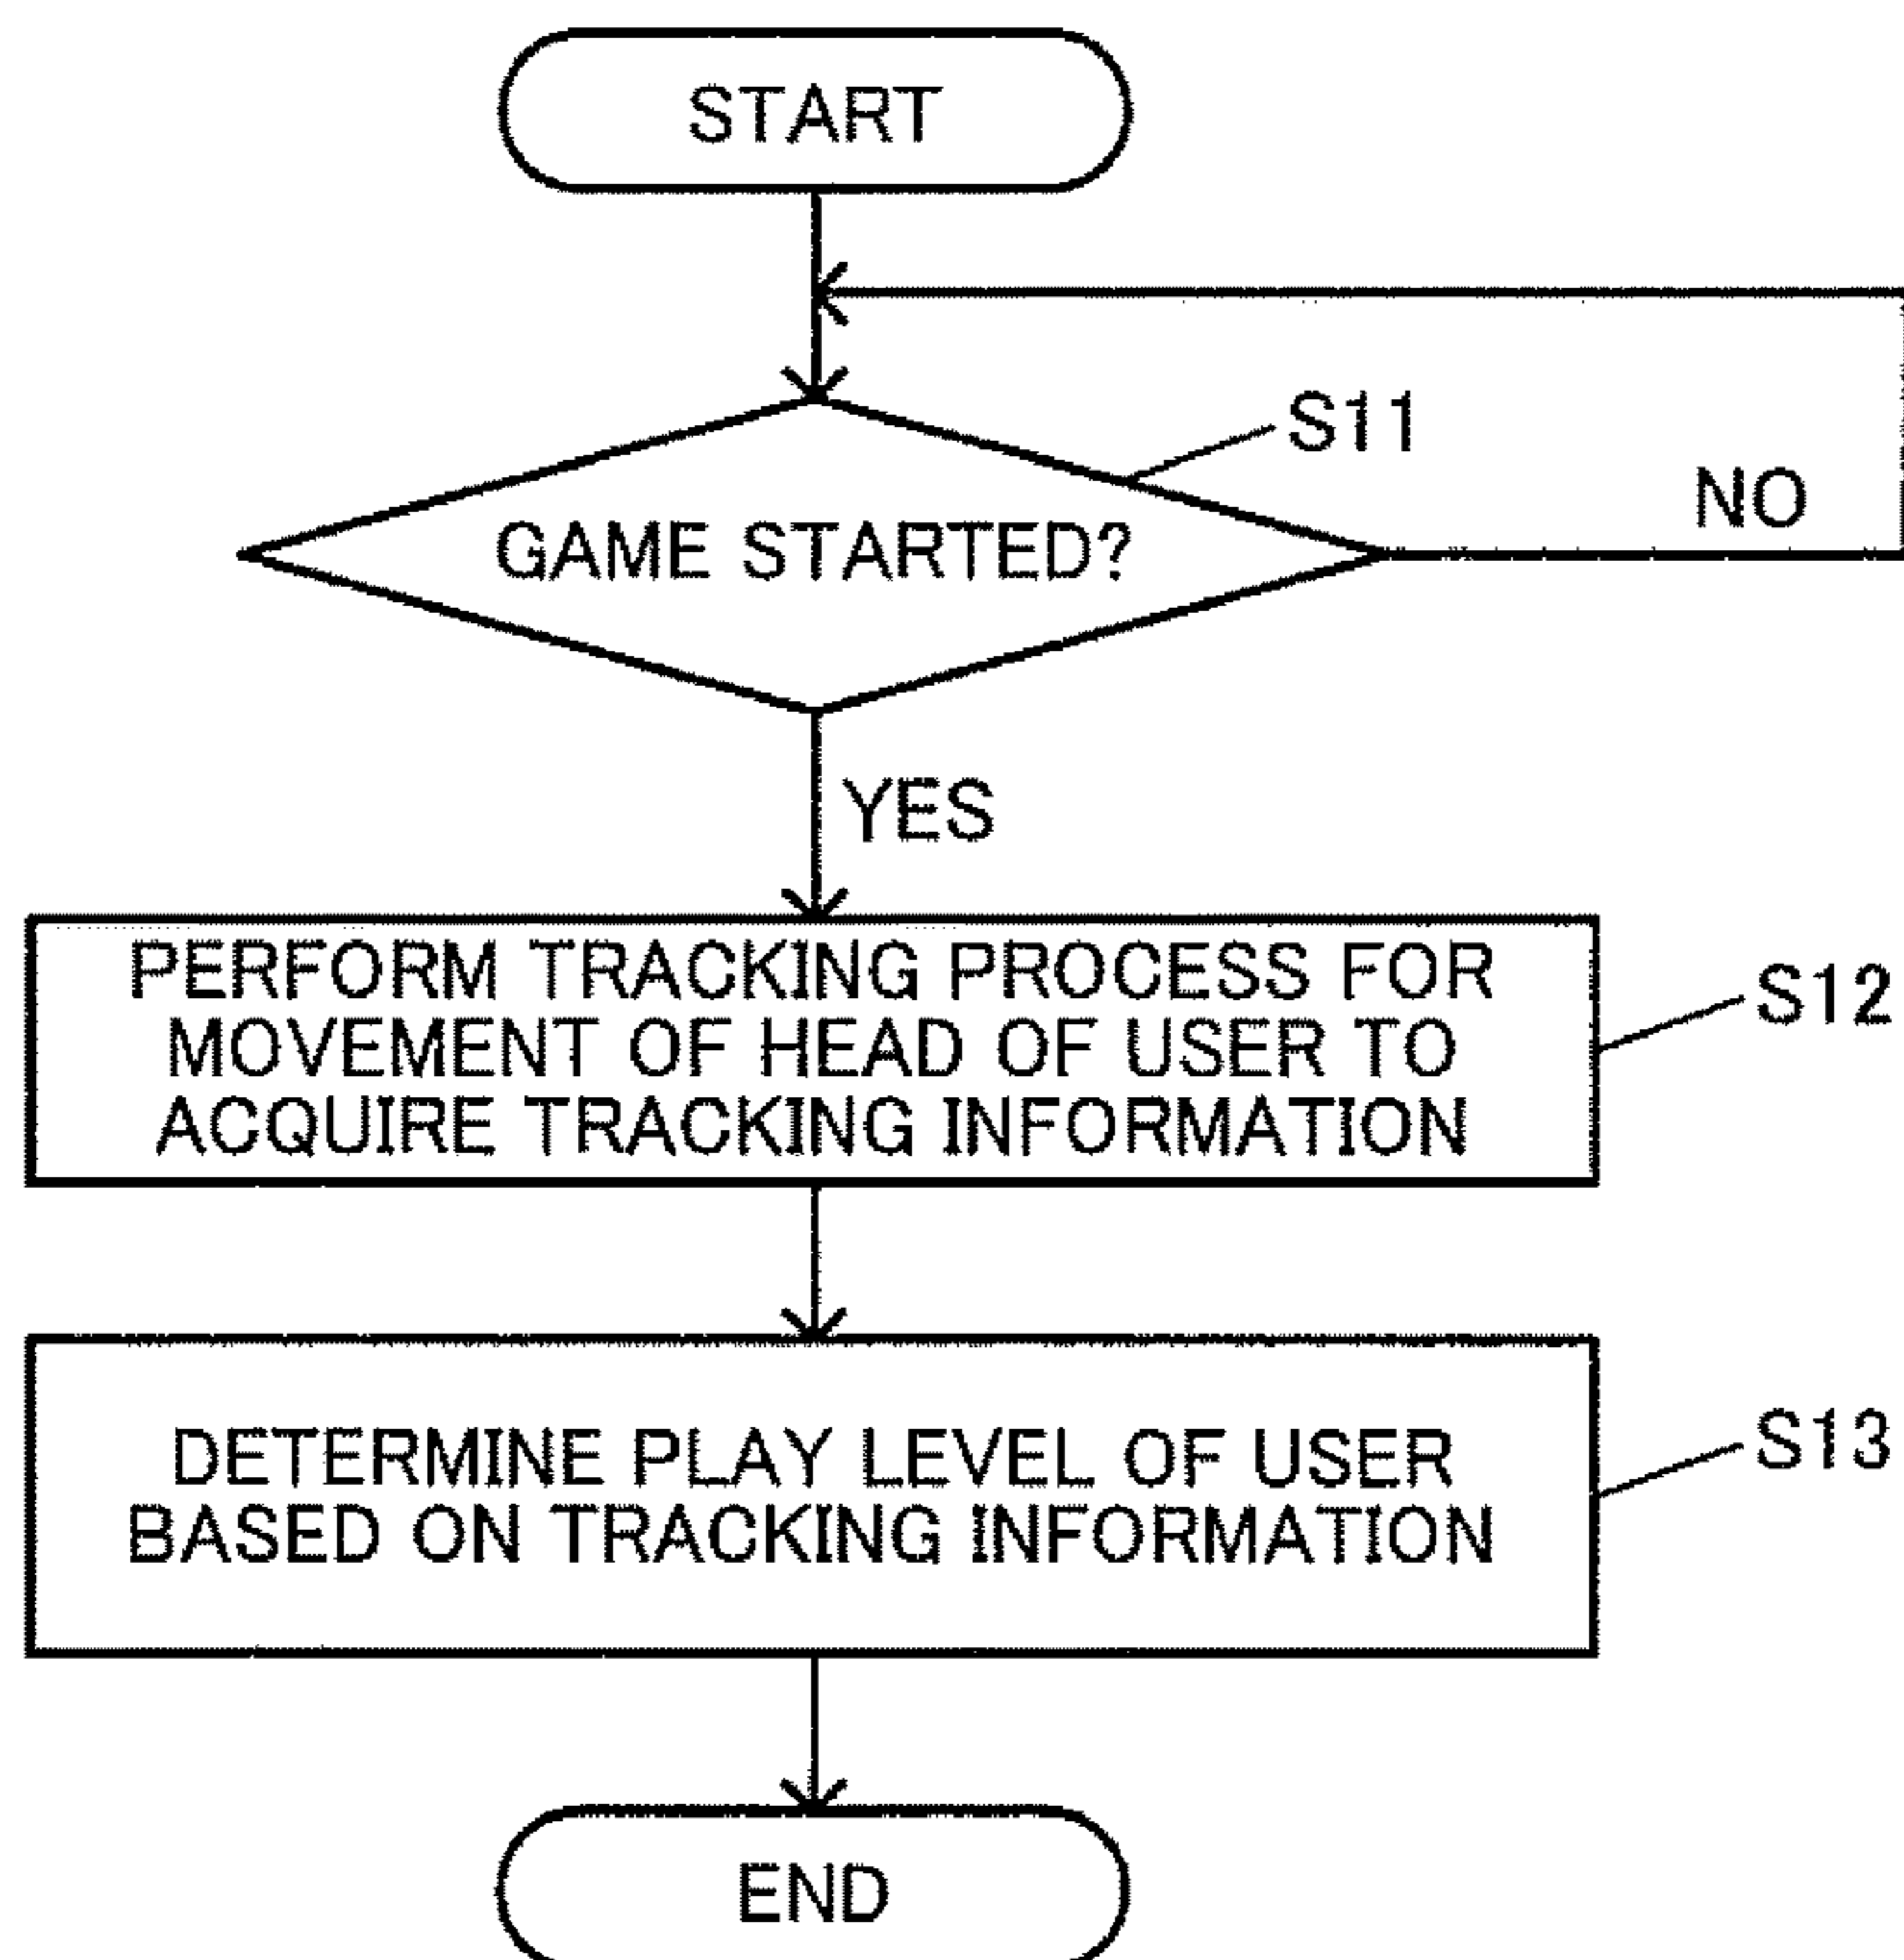 START
S11
GAME STARTED?
NO
YES
PERFORM TRACKING PROCESS FOR
MOVEMENT OF HEAD OF USER TO
ACQUIRE TRACKING INFORMATION
S12
DETERMINE PLAY LEVEL OF USER
BASED ON TRACKING INFORMATION
S13
END